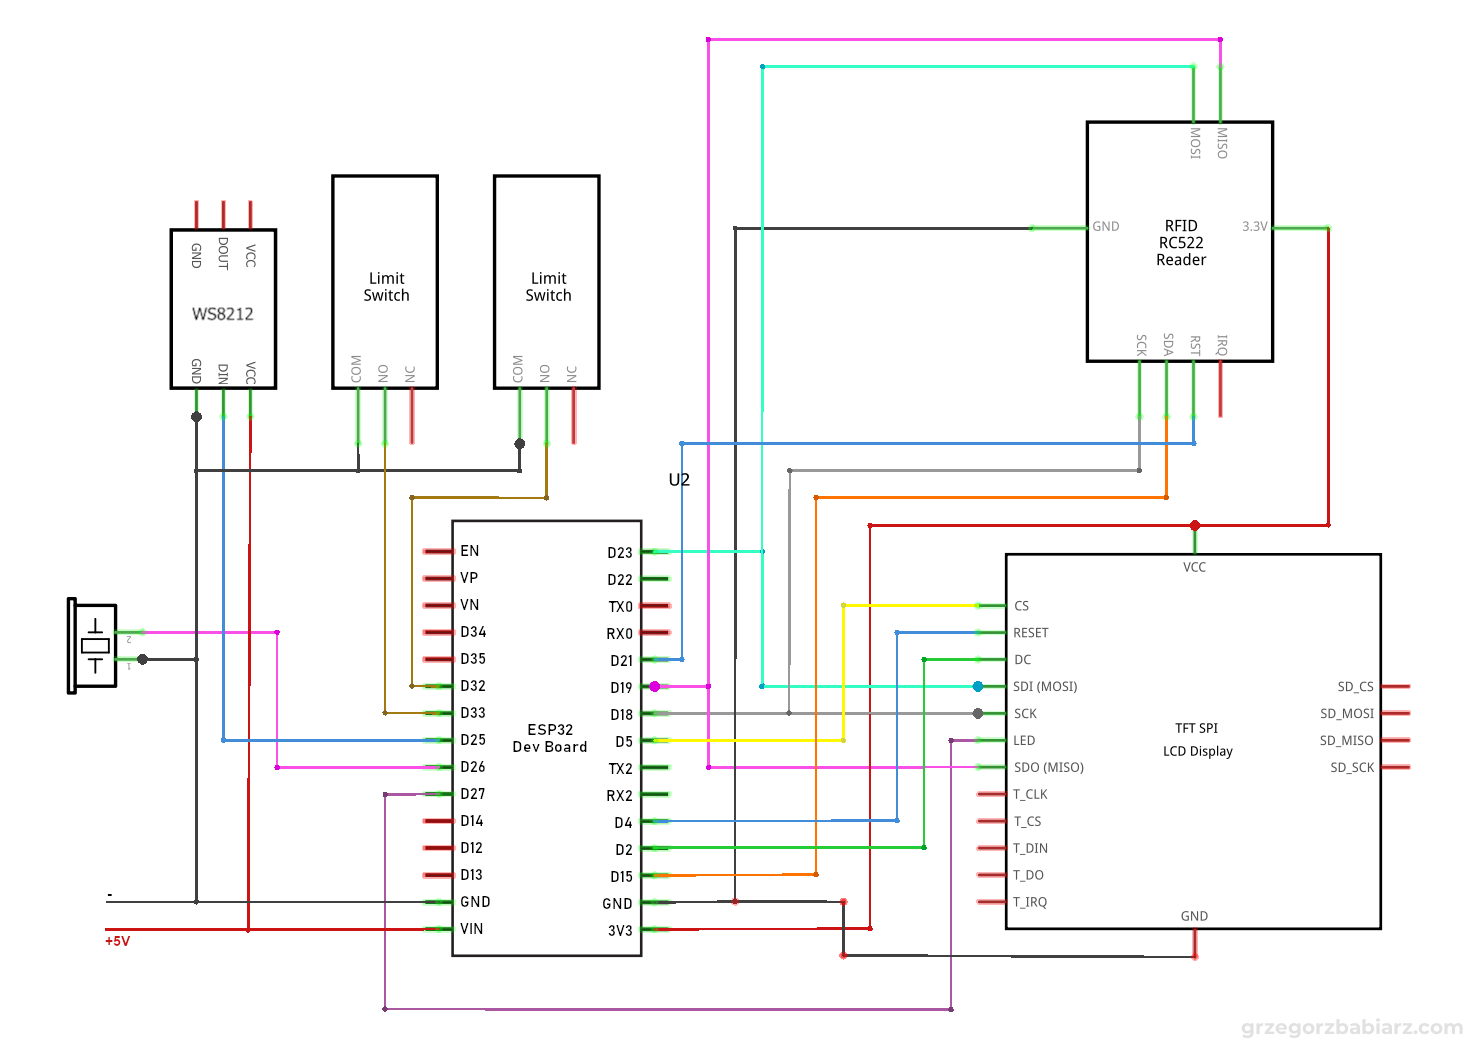 MOSI
MISO
GND
RFID
RC522
Reader
3.3V
SCK
SDA
RST
IRQ
GND
DOUT
VCC
WS8212
GND
DIN
VCC
Limit
Switch
COM
NO
NC
Limit
Switch
COM
NO
NC
U2
EN
VP
VN
D34
D35
D32
D33
D25
D26
D27
D14
D12
D13
GND
VIN
ESP32
Dev Board
D23
D22
TX0
RX0
D21
D19
D18
D5
TX2
RX2
D4
D2
D15
GND
3V3
2
1
-
+5V
VCC
CS
RESET
DC
SDI (MOSI)
SCK
LED
SDO (MISO)
T_CLK
T_CS
T_DIN
T_DO
T_IRQ
TFT SPI
LCD Display
SD_CS
SD_MOSI
SD_MISO
SD_SCK
GND
grzegorzbabiarz.com